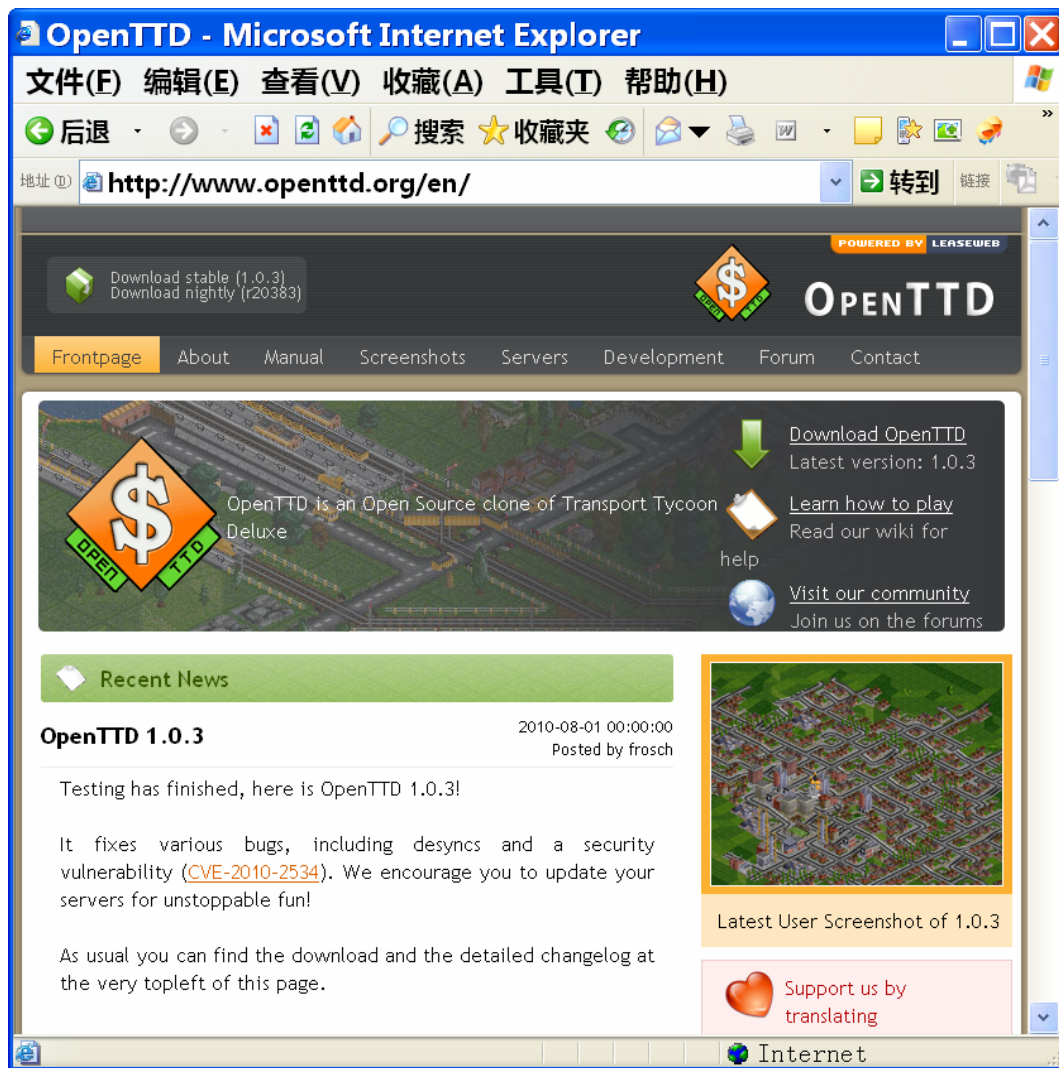 OpenTTD - Microsoft Internet Explorer
文件(F) 编辑(E) 查看(V) 收藏(A) 工具(T) 帮助(H)
后退 搜索 收藏夹 »
地址(D) http://www.openttd.org/en/ 转到 链接
POWERED BY LEASEWEB
Download stable (1.0.3)
Download nightly (r20383)
OPEN TTD
OPENTTD
Frontpage About Manual Screenshots Servers Development Forum Contact
Download OpenTTD
Latest version: 1.0.3
OpenTTD is an Open Source clone of Transport Tycoon
Deluxe
OPEN TTD
Learn how to play
Read our wiki for
help
Visit our community
Join us on the forums
Recent News
OpenTTD 1.0.3
2010-08-01 00:00:00
Posted by frosch
Testing has finished, here is OpenTTD 1.0.3!
It fixes various bugs, including desyncs and a security
vulnerability (CVE-2010-2534). We encourage you to update your
servers for unstoppable fun!
As usual you can find the download and the detailed changelog at
the very topleft of this page.
Latest User Screenshot of 1.0.3
Support us by
translating
Internet